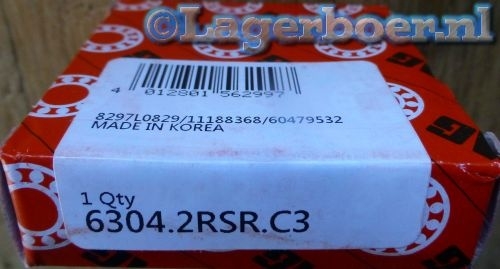 ©Lagerboer.nl
4 012801 562997
8297L0829/11188368/60479532
MADE IN KOREA
1 Qty
6304.2RSR.C3